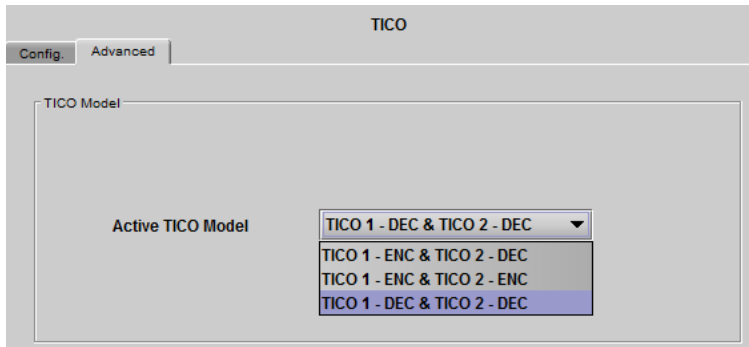 TICO
Config.
Advanced
TICO Model
Active TICO Model
TICO 1 - DEC & TICO 2 - DEC
TICO 1 - ENC & TICO 2 - DEC
TICO 1 - ENC & TICO 2 - ENC
TICO 1 - DEC & TICO 2 - DEC